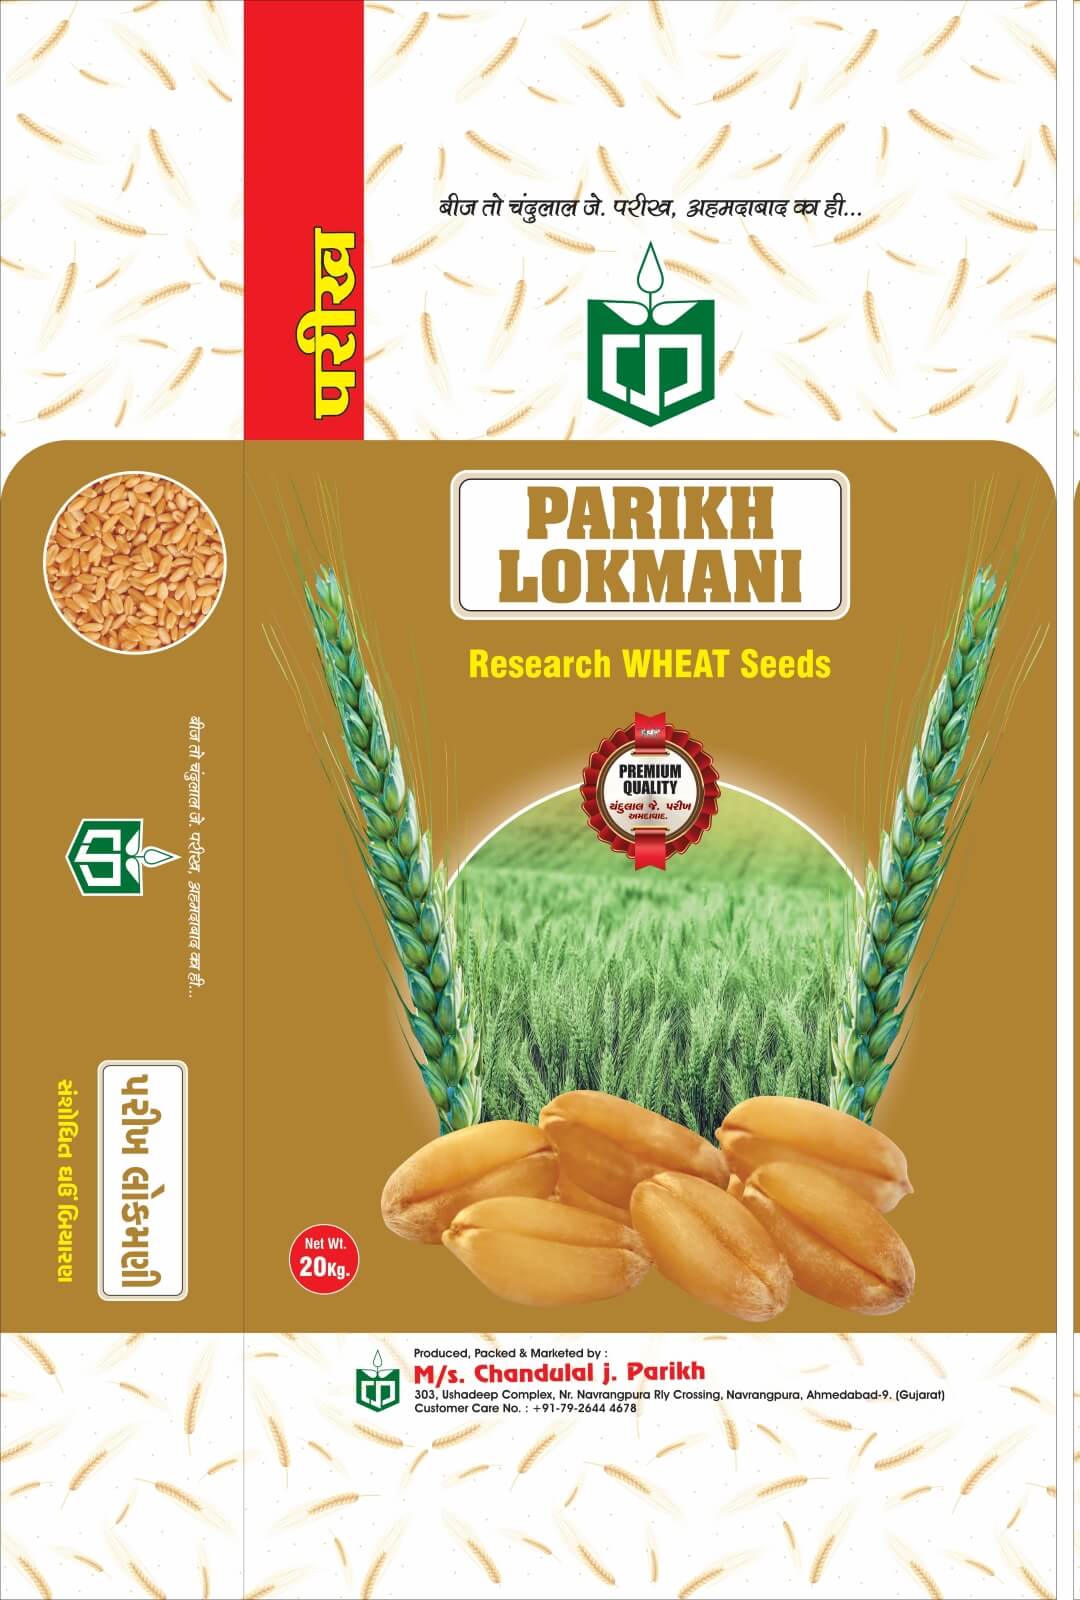 बीज तो चंदुलाल जे. परीख, अहमदाबाद का ही...
परीख
PARIKH
LOKMANI
Research WHEAT Seeds
PREMIUM
QUALITY
ચંદુલાલ જે. પરીખ
અમદાવાદ.
बीज तो चंदुलाल जे. परीख, अहमदाबाद का ही...
પરીખ લોકમણી
સંશોધિત ઘઉં બિયારણ
Net Wt.
20Kg.
Produced, Packed & Marketed by :
M/s. Chandulal j. Parikh
303, Ushadeep Complex, Nr. Navrangpura Rly Crossing, Navrangpura, Ahmedabad-9. (Gujarat)
Customer Care No. : +91-79-2644 4678